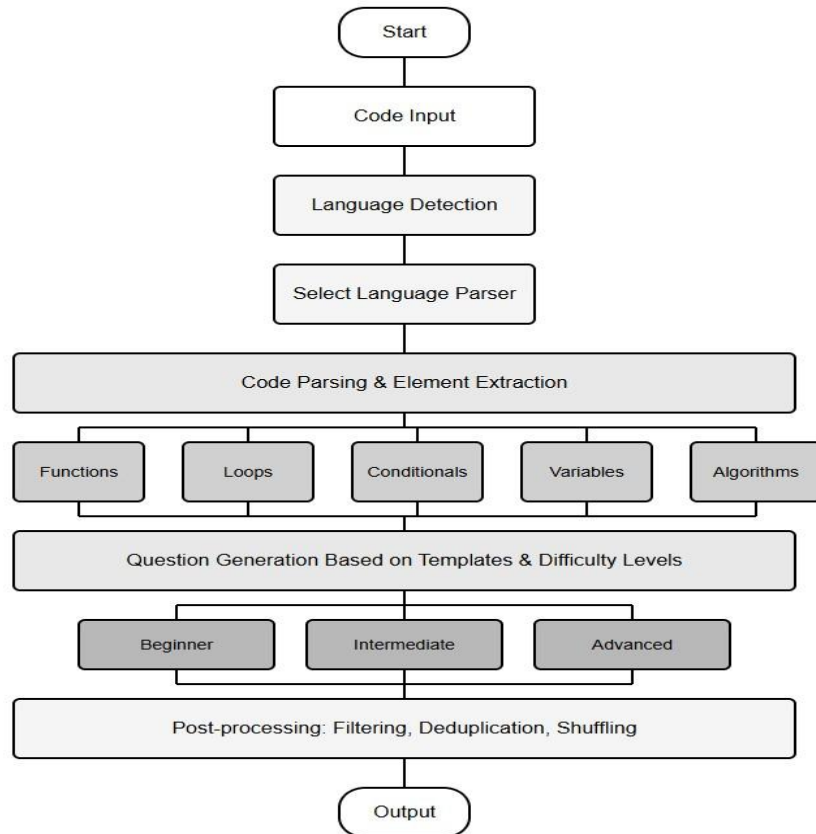 Start
Code Input
Language Detection
Select Language Parser
Code Parsing & Element Extraction
Functions
Loops
Conditionals
Variables
Algorithms
Question Generation Based on Templates & Difficulty Levels
Beginner
Intermediate
Advanced
Post-processing: Filtering, Deduplication, Shuffling
Output